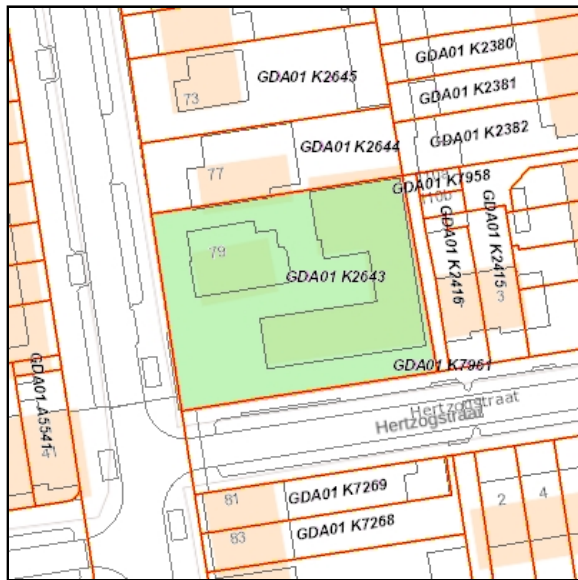 GDA01 K2380
GDA01 K2645
GDA01 K2381
73
GDA01 K2382
GDA01 K2644
77
GDA01 K7958
110b
79
GDA01 K2643
GDA01 K2416
GDA01 K2415
3
GDA01 K7961
GDA01 A5541
Hertzogstraat
Hertzogstraat
81
GDA01 K7269
2
4
83
GDA01 K7268